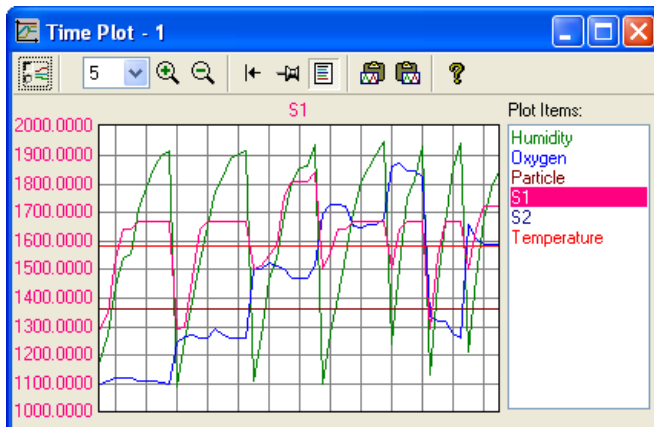 Time Plot - 1
5
S1
Plot Items:
2000.0000
1900.0000
1800.0000
1700.0000
1600.0000
1500.0000
1400.0000
1300.0000
1200.0000
1100.0000
1000.0000
Humidity
Oxygen
Particle
S1
S2
Temperature